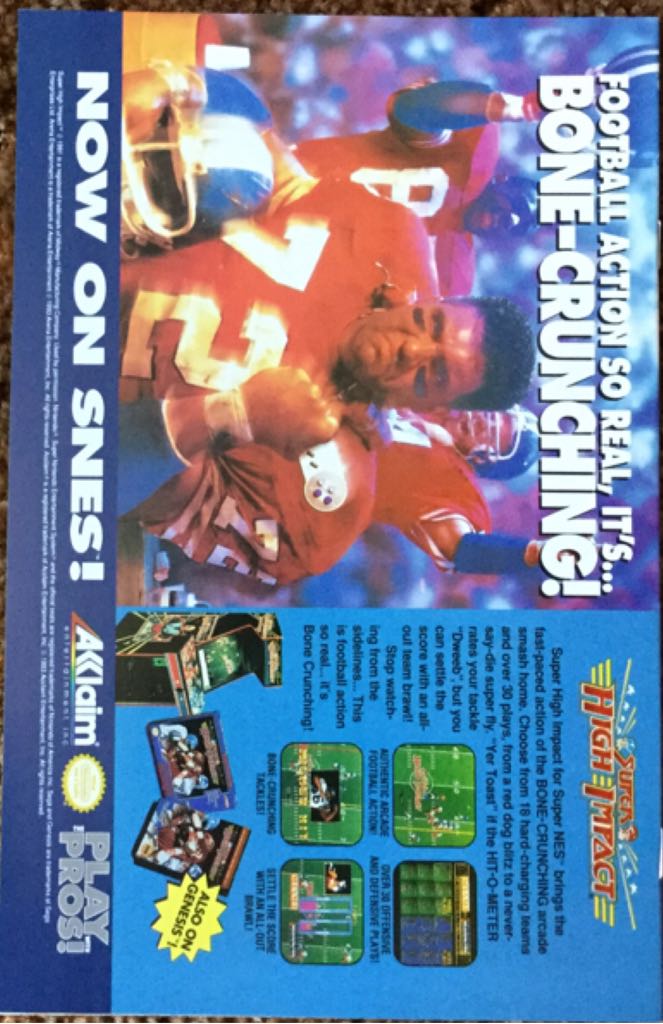 FOOTBALL ACTION SO REAL, IT'S...
BONE-CRUNCHING!
SUPER
HIGH IMPACT
Super High Impact for Super NES™ brings the
fast-paced action of the BONE-CRUNCHING arcade
smash home. Choose from 18 hard-charging teams
and over 30 plays, from a red dog blitz to a never-
say-die super fly. "Yer Toast" if the HIT-O-METER
rates your tackle
"Dweeb," but you
can settle the
score with an all-
out team brawl!
Stop watch-
ing from the
sidelines... This
is football action
so real... it's
Bone Crunching!
AUTHENTIC ARCADE
FOOTBALL ACTION!
OVER 30 OFFENSIVE
AND DEFENSIVE PLAYS!
BONE CRUNCHING
TACKLES!
SETTLE THE SCORE
WITH AN ALL-OUT
BRAWL!
ALSO ON
GENESIS™!
NOW ON SNES™!
AKKlaim®
entertainment, inc.
PLAY
PROS!